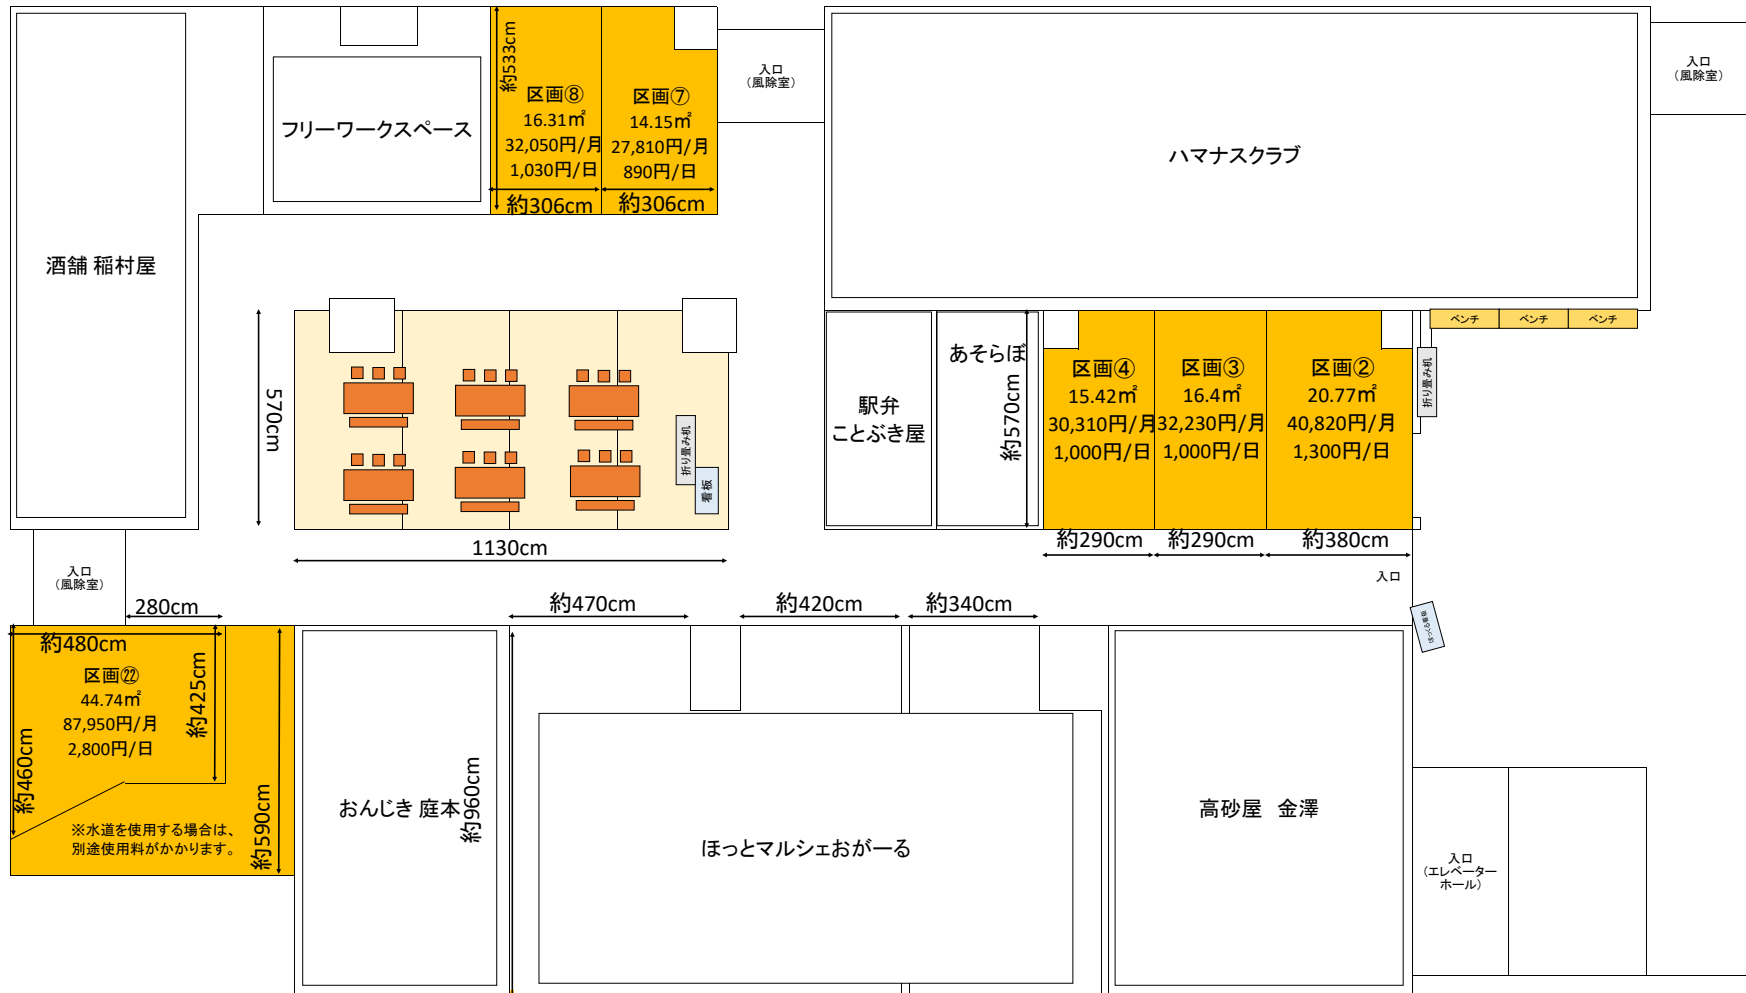 約533cm
区画⑧
16.31㎡
32,050円/月
1,030円/日
約306cm
区画⑦
14.15㎡
27,810円/月
890円/日
約306cm
入口
（風除室）
入口
（風除室）
フリーワークスペース
ハマナスクラブ
酒舗 稲村屋
ベンチ
ベンチ
ベンチ
折り畳み机
570cm
折り畳み机
看板
1130cm
駅弁
ことぶき屋
あそらぼ
約570cm
区画④
15.42㎡
30,310円/月
1,000円/日
区画③
16.4㎡
32,230円/月
1,000円/日
区画②
20.77㎡
40,820円/月
1,300円/日
約290cm
約290cm
約380cm
入口
入口
（風除室）
280cm
約480cm
区画㉒
44.74㎡
87,950円/月
2,800円/日
約425cm
約460cm
約590cm
※水道を使用する場合は、
別途使用料がかかります。
約470cm
約420cm
約340cm
おんじき 庭本
約960cm
ほっとマルシェおがーる
高砂屋　金澤
入口
（エレベーター
ホール）